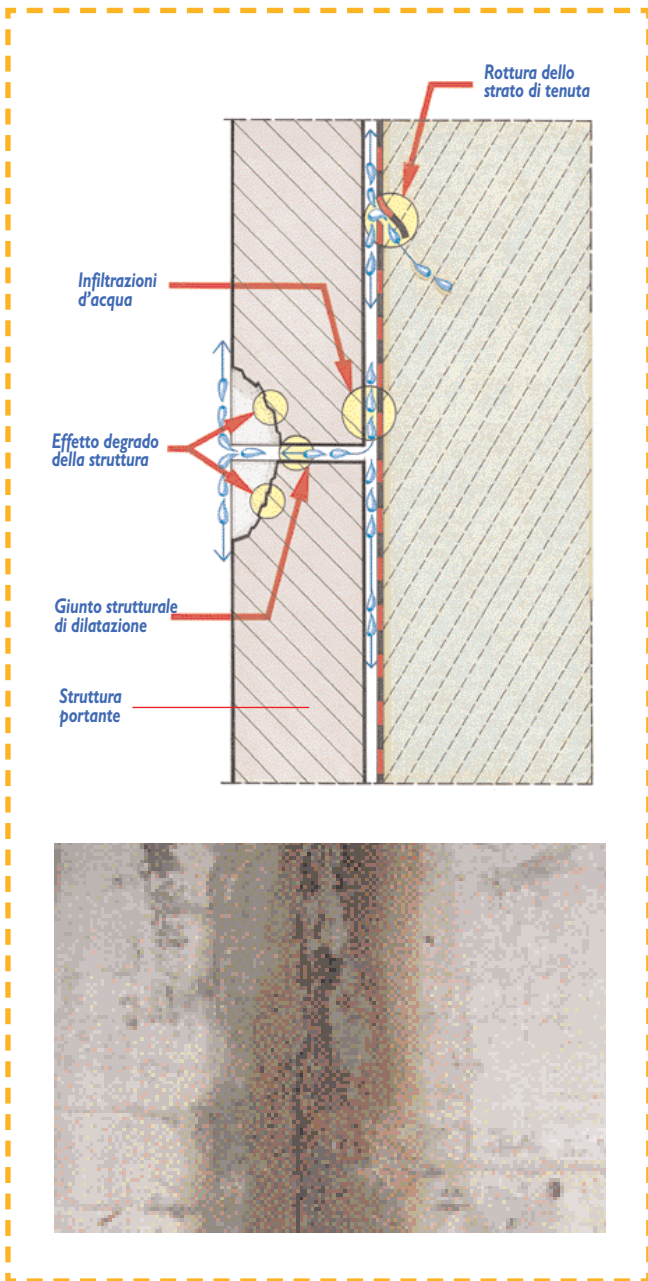 Rottura dello
strato di tenuta
Infiltrazioni
d'acqua
Effetto degrado
della struttura
Giunto strutturale
di dilatazione
Struttura
portante